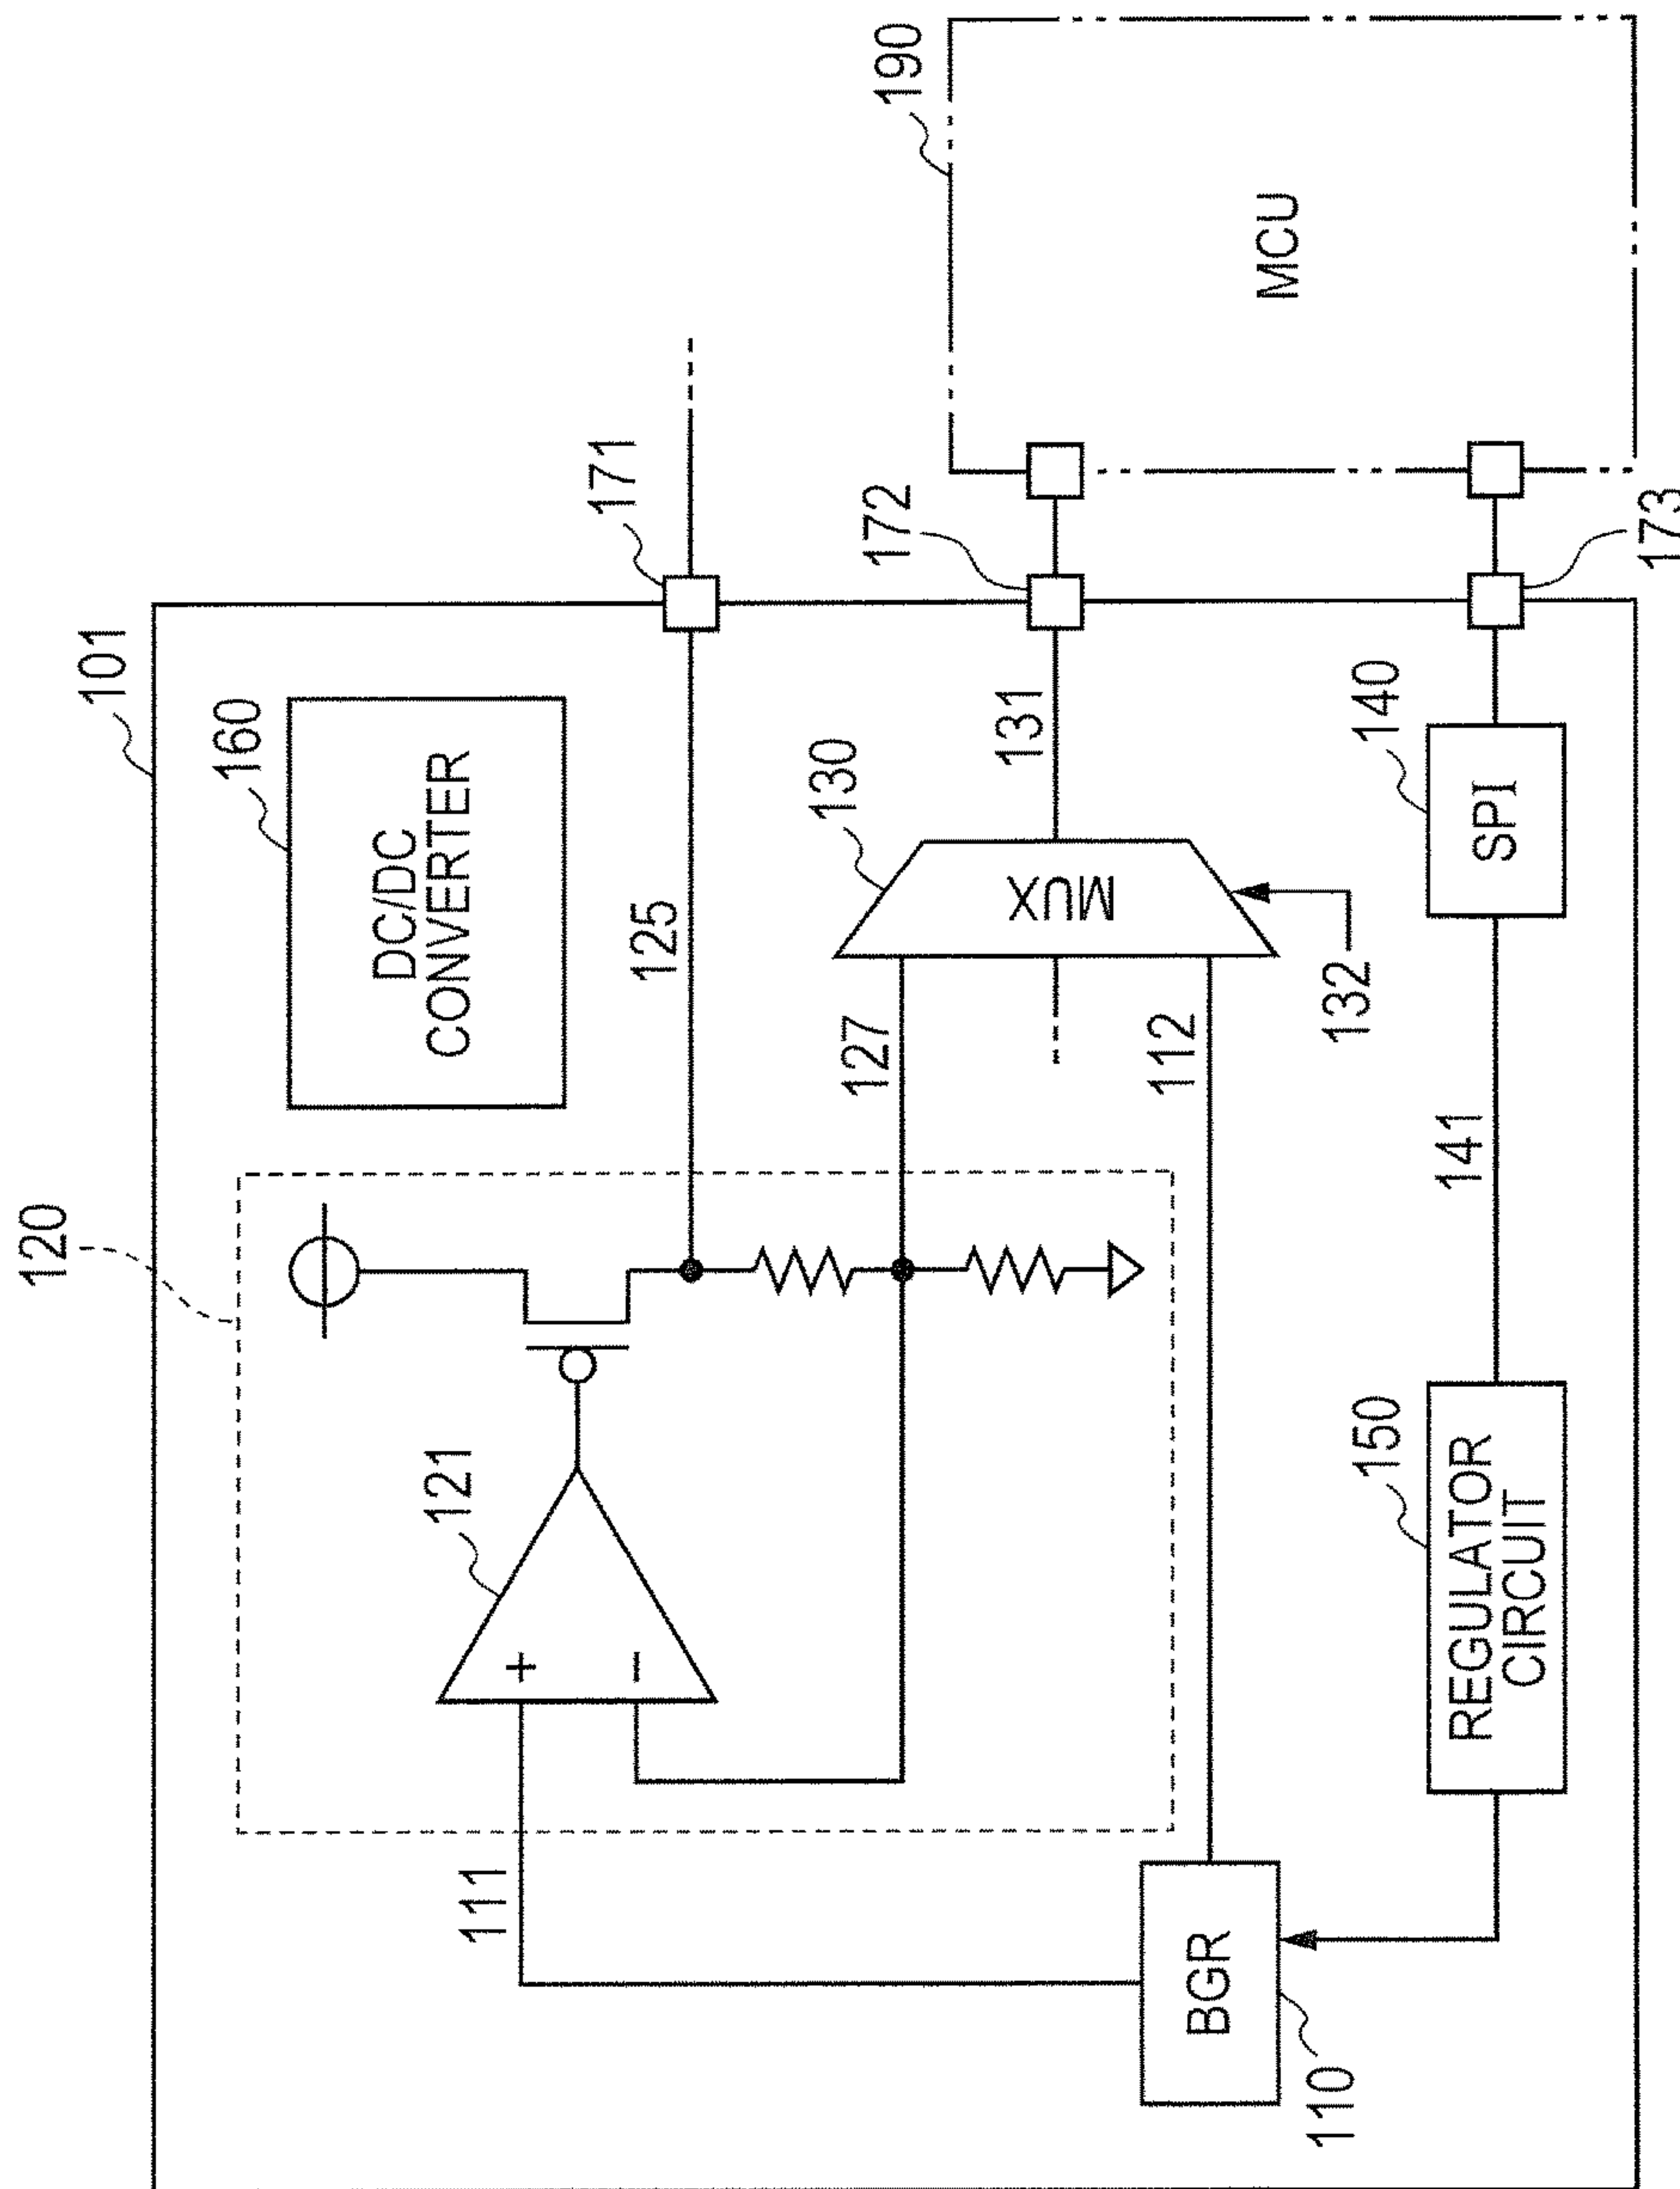 120
101
160
DC/DC
CONVERTER
171
190
125
121
+
−
111
127
130
MUX
131
172
MCU
112
132
BGR
110
150
REGULATOR
CIRCUIT
141
140
SPI
173